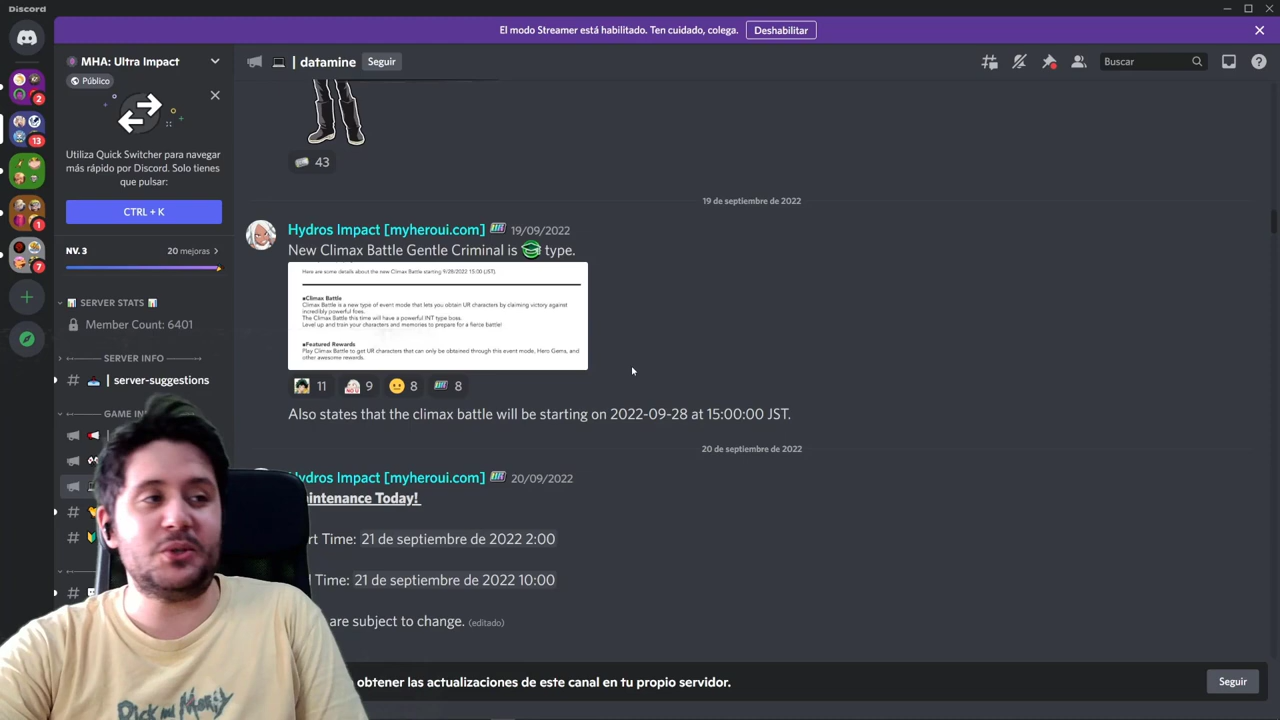 Discord
El modo Streamer está habilitado. Ten cuidado, colega.
Deshabilitar
MHA: Ultra Impact
Público
Utiliza Quick Switcher para navegar
más rápido por Discord. Solo tienes
que pulsar:
CTRL + K
NV. 3
20 mejoras
SERVER STATS
Member Count: 6401
SERVER INFO
# | server-suggestions
GAME IN
2
13
1
7
| datamine
Seguir
Buscar
43
19 de septiembre de 2022
Hydros Impact [myheroui.com] 19/09/2022
New Climax Battle Gentle Criminal is type.
Here are some details about the new Climax Battle starting 9/28/2022 15:00 (JST).
■Climax Battle
Climax Battle is a new type of event mode that lets you obtain UR characters by claiming victory against
incredibly powerful foes.
The Climax Battle this time will have a powerful INT type boss.
Level up and train your characters and memories to prepare for a fierce battle!
■Featured Rewards
Play Climax Battle to get UR characters that can only be obtained through this event mode, Hero Gems, and
other awesome rewards.
11 9 8 8
Also states that the climax battle will be starting on 2022-09-28 at 15:00:00 JST.
20 de septiembre de 2022
ydros Impact [myheroui.com] 20/09/2022
intenance Today!
rt Time: 21 de septiembre de 2022 2:00
Time: 21 de septiembre de 2022 10:00
are subject to change. (editado)
obtener las actualizaciones de este canal en tu propio servidor.
Seguir